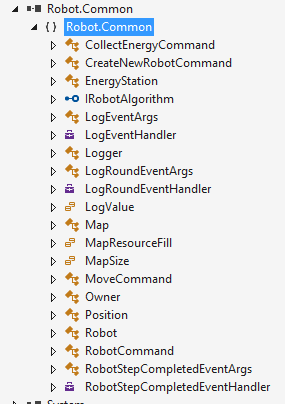 Robot.Common
{ } Robot.Common
CollectEnergyCommand
CreateNewRobotCommand
EnergyStation
IRobotAlgorithm
LogEventArgs
LogEventHandler
Logger
LogRoundEventArgs
LogRoundEventHandler
LogValue
Map
MapResourceFill
MapSize
MoveCommand
Owner
Position
Robot
RobotCommand
RobotStepCompletedEventArgs
RobotStepCompletedEventHandler
System